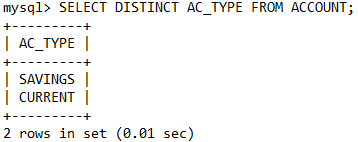 mysql> SELECT DISTINCT AC_TYPE FROM ACCOUNT;
+---------+
| AC_TYPE |
+---------+
| SAVINGS |
| CURRENT |
+---------+
2 rows in set (0.01 sec)